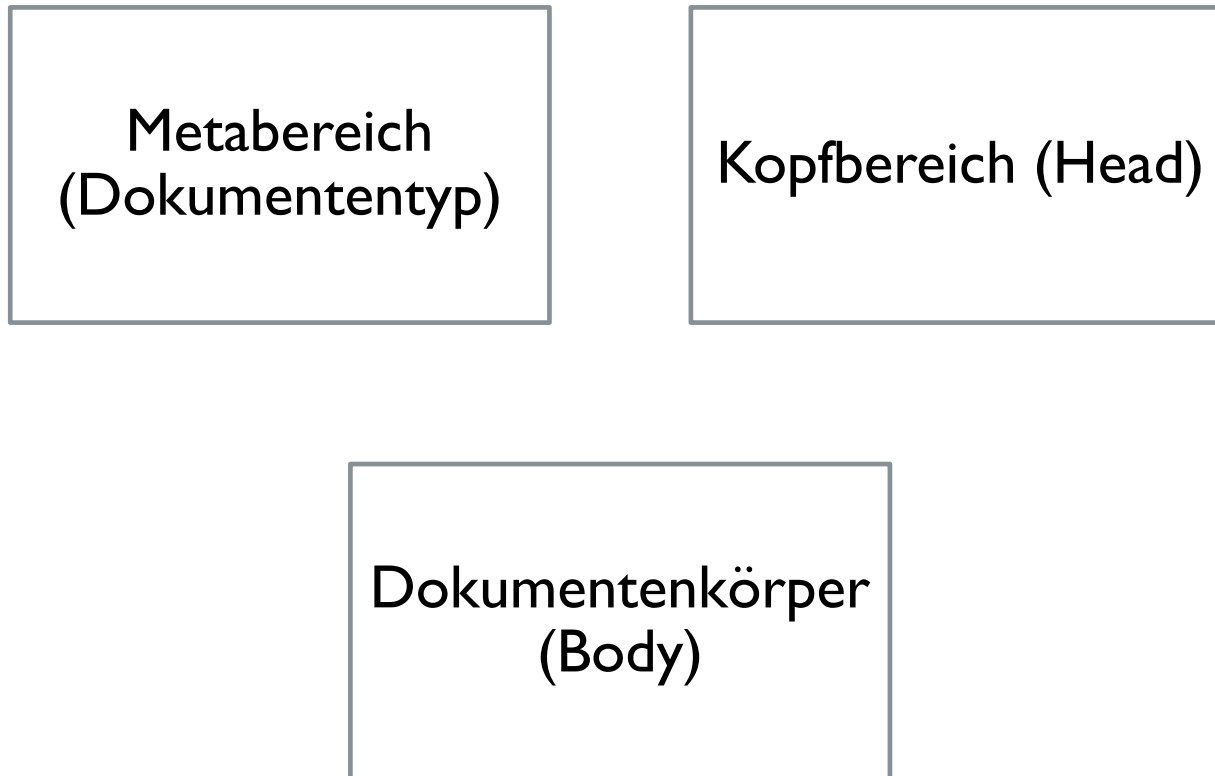 Metabereich
(Dokumententyp)
Kopfbereich (Head)
Dokumentenkörper
(Body)